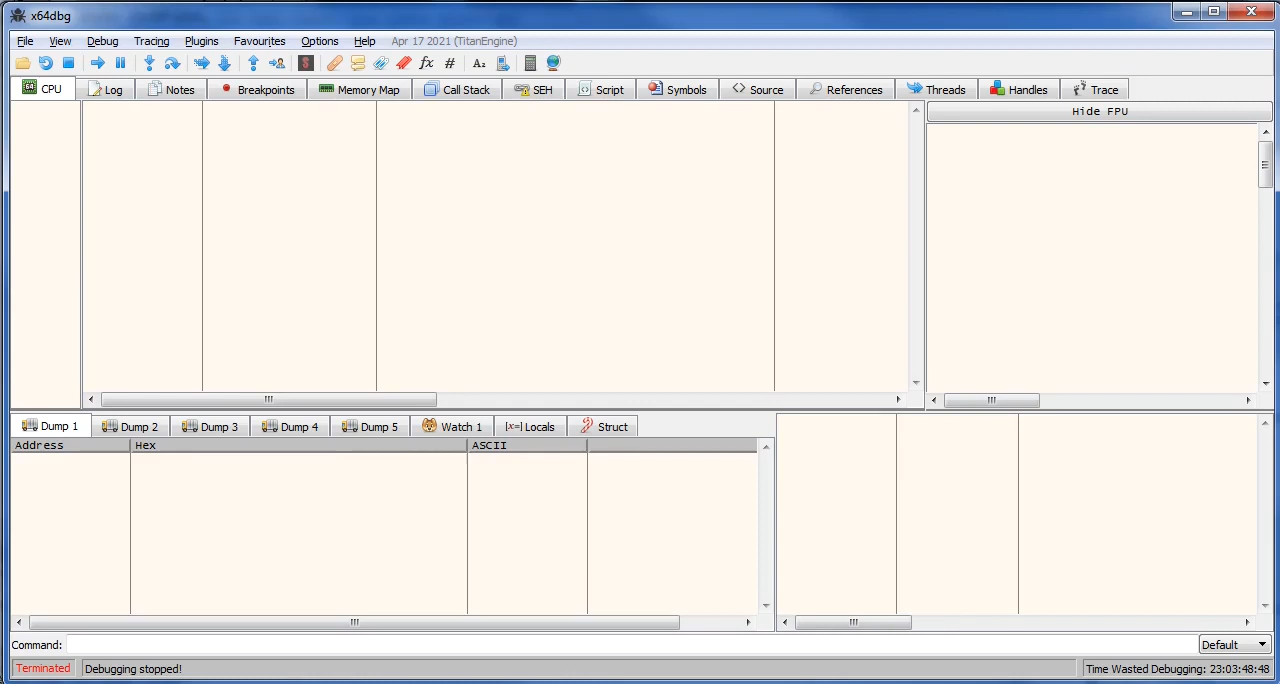 x64dbg
File View Debug Tracing Plugins Favourites Options Help Apr 17 2021 (TitanEngine)
CPU Log Notes Breakpoints Memory Map Call Stack SEH Script Symbols Source References Threads Handles Trace
Hide FPU
Dump 1 Dump 2 Dump 3 Dump 4 Dump 5 Watch 1 [x=] Locals Struct
Address Hex ASCII
Command: Default
Terminated Debugging stopped! Time Wasted Debugging: 23:03:48:48